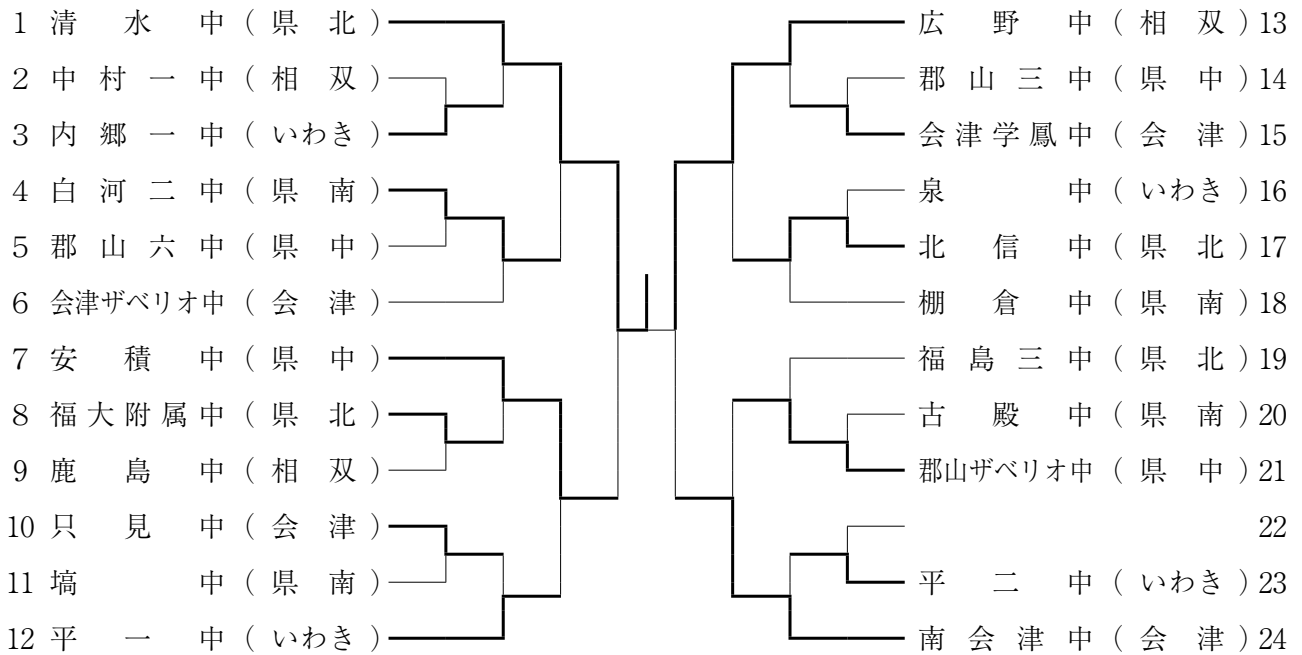 1 清水中(県北)
2 中村一中(相双)
3 内郷一中(いわき)
4 白河二中(県南)
5 郡山六中(県中)
6 会津ザベリオ中(会津)
7 安積中(県中)
8 福大附属中(県北)
9 鹿島中(相双)
10 只見中(会津)
11 塙中(県南)
12 平一中(いわき)
広野中(相双)13
郡山三中(県中)14
会津学鳳中(会津)15
泉中(いわき)16
北信中(県北)17
棚倉中(県南)18
福島三中(県北)19
古殿中(県南)20
郡山ザベリオ中(県中)21
22
平二中(いわき)23
南会津中(会津)24